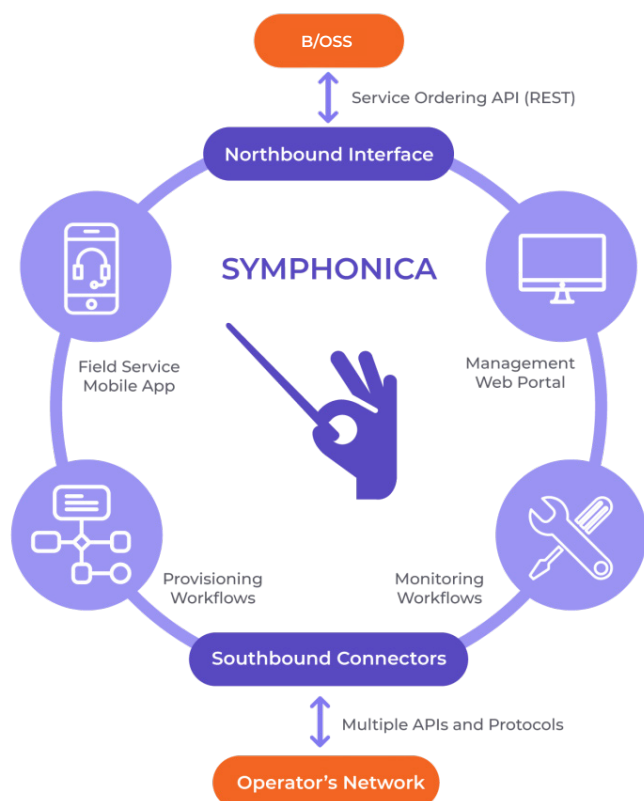 B/OSS
Service Ordering API (REST)
Northbound Interface
SYMPHONICA
Field Service
Mobile App
Management
Web Portal
Provisioning
Workflows
Monitoring
Workflows
Southbound Connectors
Multiple APIs and Protocols
Operator’s Network